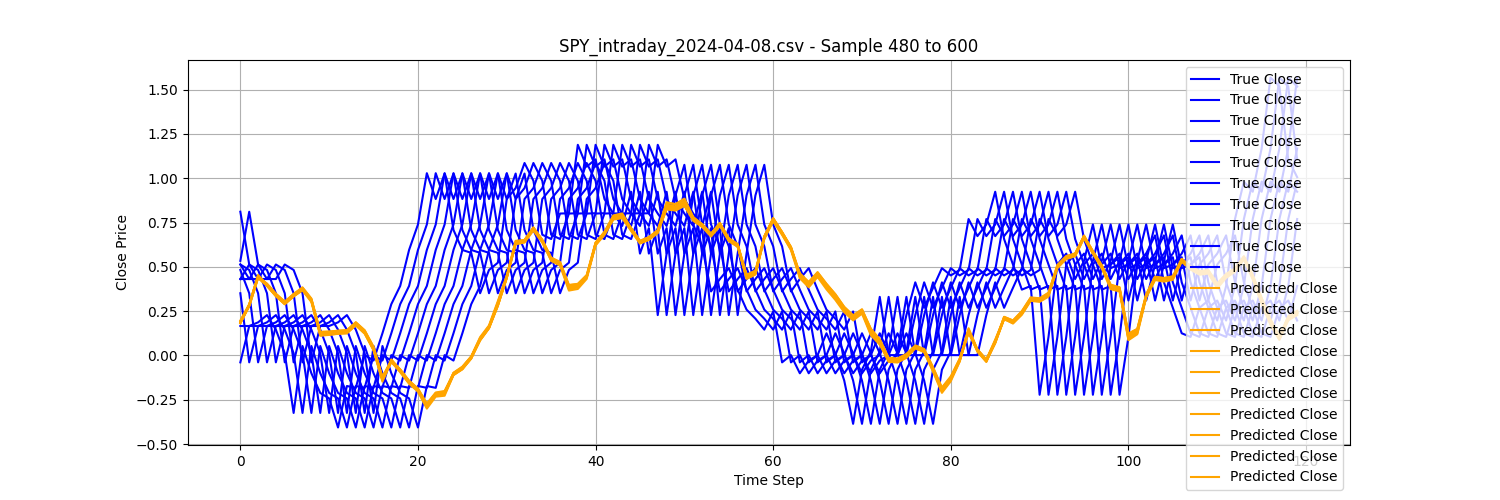 SPY_intraday_2024-04-08.csv - Sample 480 to 600
Close Price
1.50
1.25
1.00
0.75
0.50
0.25
0.00
−0.25
−0.50
0
20
40
60
80
100
120
Time Step
True Close
True Close
True Close
True Close
True Close
True Close
True Close
True Close
True Close
True Close
Predicted Close
Predicted Close
Predicted Close
Predicted Close
Predicted Close
Predicted Close
Predicted Close
Predicted Close
Predicted Close
Predicted Close